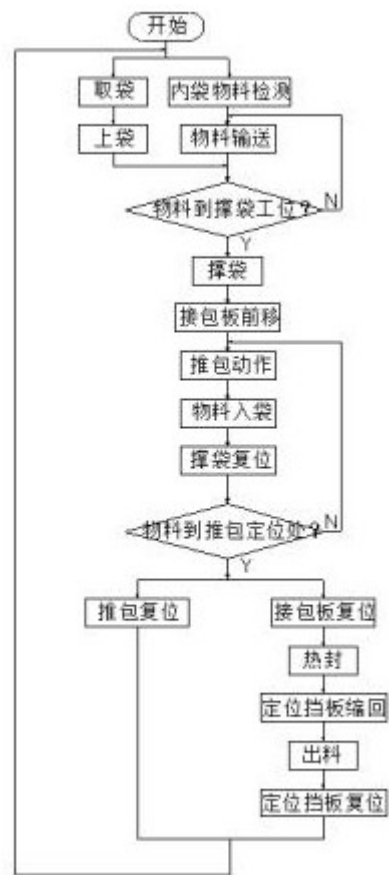 开始
取袋
内袋物料检测
上袋
物料输送
物料到撑袋工位?
N
Y
撑袋
接包板前移
推包动作
物料入袋
撑袋复位
物料到推包定位处?
N
Y
推包复位
接包板复位
热封
定位挡板缩回
出料
定位挡板复位